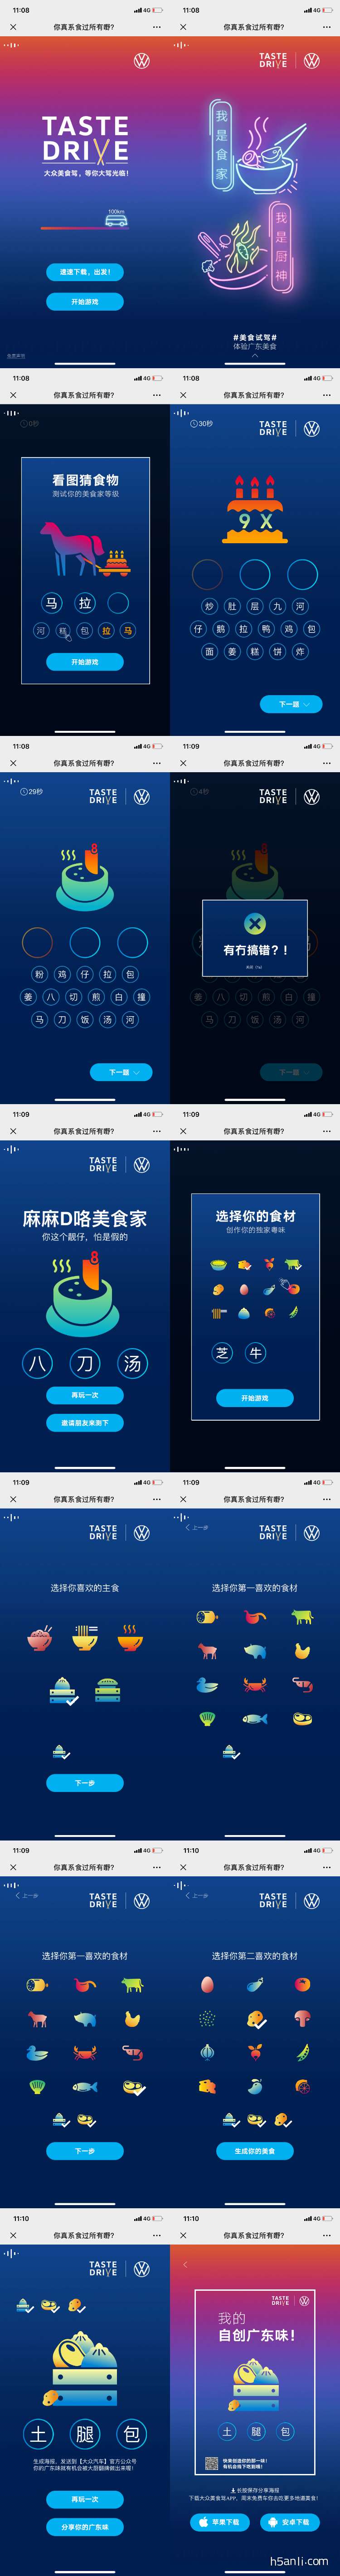 11:08
4G
你真系食过所有嘢?
TASTE
DRIVE
大众美食驾，等你大驾光临！
100km
速速下载，出发！
开始游戏
免责声明
11:08
4G
你真系食过所有嘢?
TASTE
DRIVE
我是食家
我是厨神
#美食试驾#
体验广东美食
11:08
4G
你真系食过所有嘢?
0秒
看图猜食物
测试你的美食家等级
马 拉
河 糕 包 拉 马
开始游戏
11:08
4G
你真系食过所有嘢?
30秒
TASTE
DRIVE
9 X
炒 肚 层 九 河
仔 鹅 拉 鸭 鸡 包
面 姜 糕 饼 炸
下一题
11:08
4G
你真系食过所有嘢?
29秒
TASTE
DRIVE
8
粉 鸡 仔 拉 包
姜 八 切 煎 白 撞
马 刀 饭 汤 河
下一题
11:09
4G
你真系食过所有嘢?
4秒
TASTE
DRIVE
有冇搞错？！
姜 八 切 煎 白 撞
马 刀 饭 汤 河
下一题
11:09
4G
你真系食过所有嘢?
TASTE
DRIVE
麻麻D咯美食家
你这个靓仔，怕是假的
8
八 刀 汤
再玩一次
邀请朋友来剁下
11:09
4G
你真系食过所有嘢?
选择你的食材
创作你的独家粤味
芝 牛
开始游戏
11:09
4G
你真系食过所有嘢?
TASTE
DRIVE
选择你喜欢的主食
下一步
11:09
4G
你真系食过所有嘢?
上一步
TASTE
DRIVE
选择你第一喜欢的食材
11:09
4G
你真系食过所有嘢?
上一步
TASTE
DRIVE
选择你第一喜欢的食材
下一步
11:10
4G
你真系食过所有嘢?
上一步
TASTE
DRIVE
选择你第二喜欢的食材
生成你的美食
11:10
4G
你真系食过所有嘢?
TASTE
DRIVE
土 腿 包
生成海报，发送到【大众汽车】官方公众号
你的广东味就有机会被大厨翻牌做出来喔！
再玩一次
分享你的广东味
11:10
4G
你真系食过所有嘢?
TASTE
DRIVE
我的
自创广东味！
土 腿 包
快来创造你的那一味！
有机会线下吃到哦！
长按保存分享海报
下载大众美食驾APP，周末免费车你去吃更多地道美食！
苹果下载
安卓下载
h5anli.com